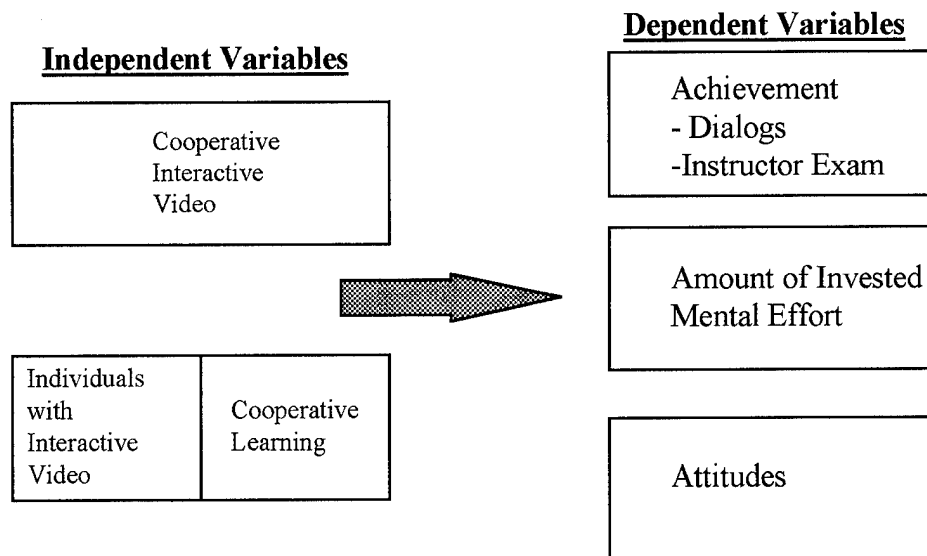 Independent Variables
Cooperative
Interactive
Video
Individuals
with
Interactive
Video
Cooperative
Learning
Dependent Variables
Achievement
- Dialogs
-Instructor Exam
Amount of Invested
Mental Effort
Attitudes